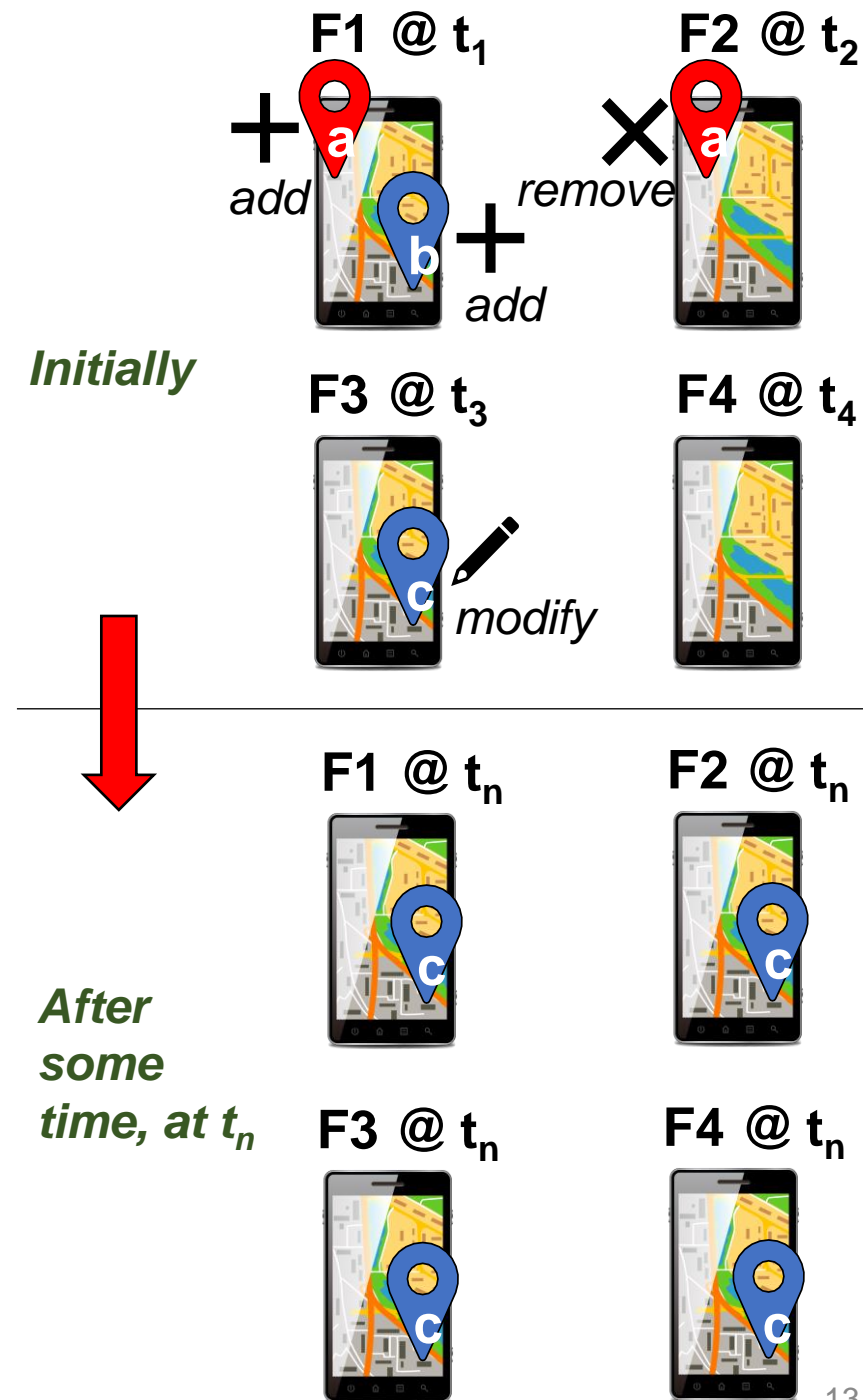 F1 @ t1
F2 @ t2
a
a
add
remove
b
add
Initially
F3 @ t3
F4 @ t4
c
modify
F1 @ tn
F2 @ tn
c
c
After
some
time, at tn
F3 @ tn
F4 @ tn
c
c
13